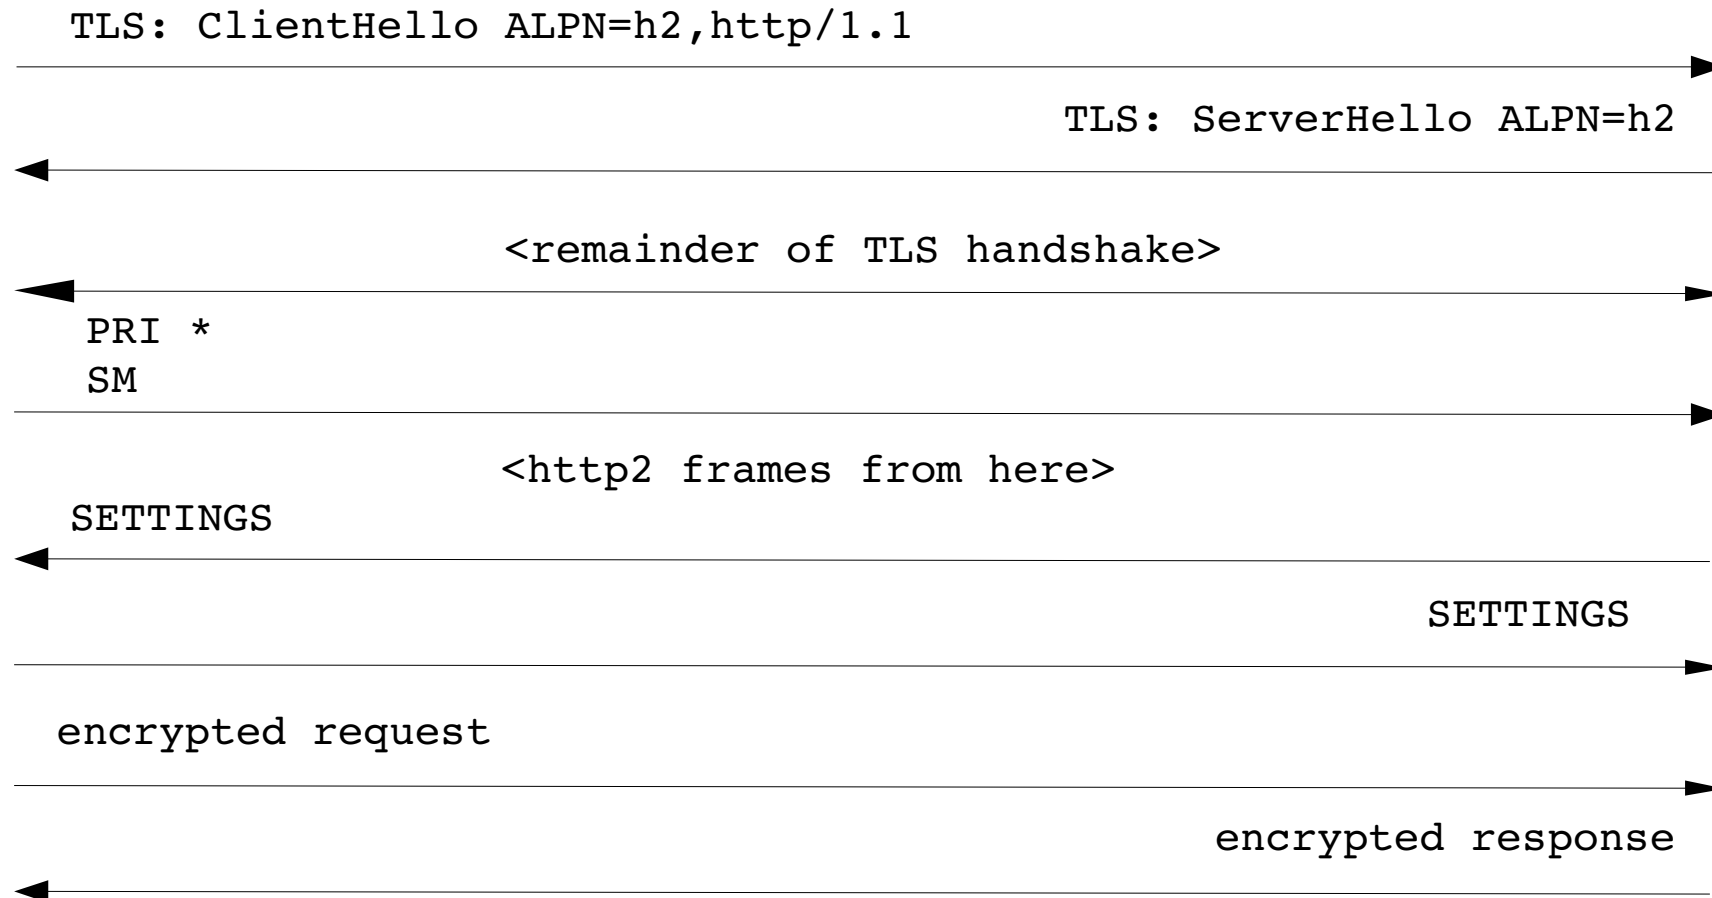 TLS: ClientHello ALPN=h2,http/1.1
TLS: ServerHello ALPN=h2
<remainder of TLS handshake>
PRI *
SM
<http2 frames from here>
SETTINGS
SETTINGS
encrypted request
encrypted response